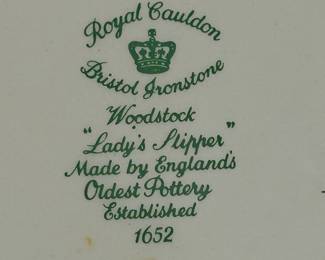 Royal Cauldon
Bristol Ironstone
Woodstock
"Lady's Slipper"
Made by England's
Oldest Pottery
Established
1652